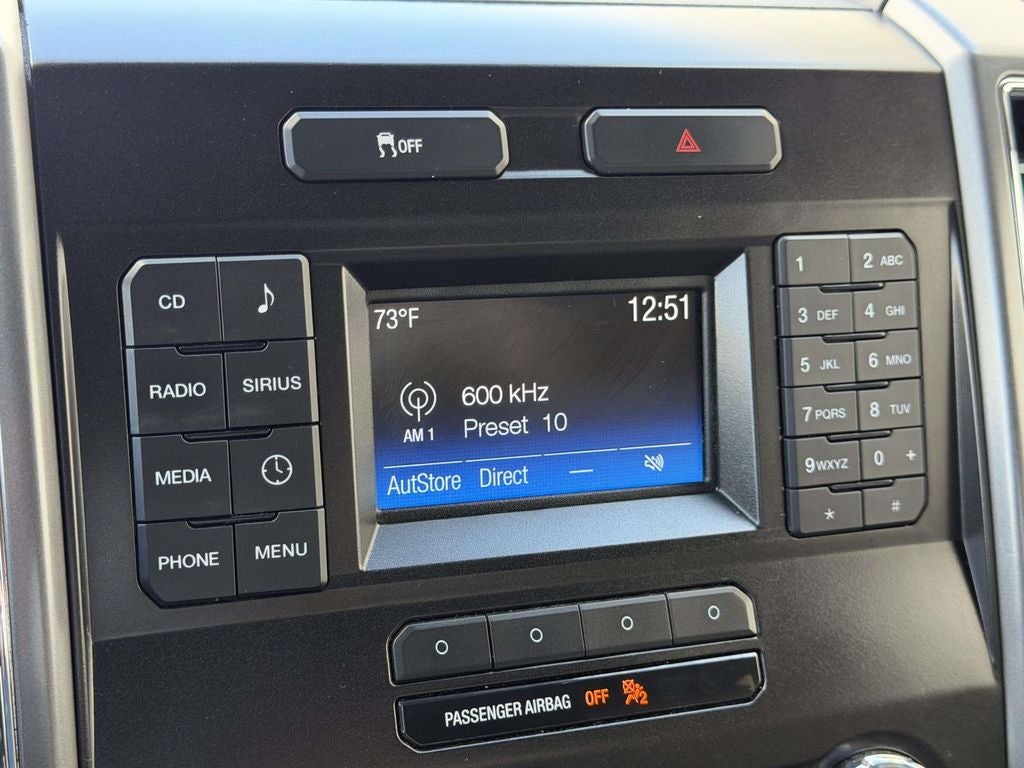 OFF
CD
RADIO SIRIUS
MEDIA
PHONE MENU
73°F 12:51
600 kHz
AM 1 Preset 10
AutStore Direct —
1 2 ABC
3 DEF 4 GHI
5 JKL 6 MNO
7 PQRS 8 TUV
9 WXYZ 0 +
* #
PASSENGER AIRBAG OFF 2